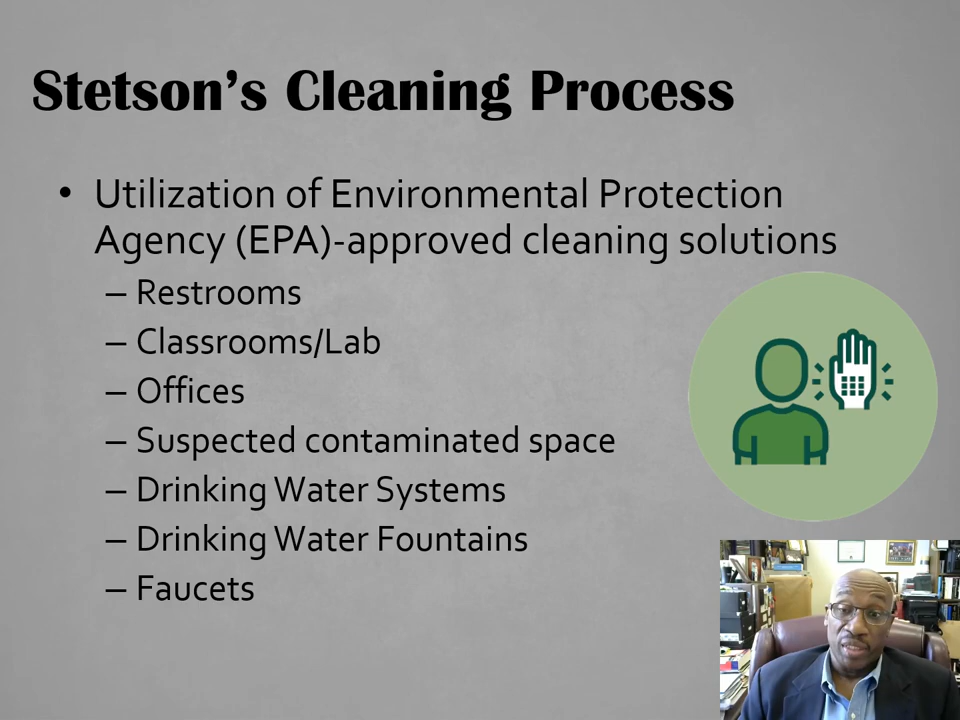 Stetson’s Cleaning Process
• Utilization of Environmental Protection
Agency (EPA)-approved cleaning solutions
– Restrooms
– Classrooms/Lab
– Offices
– Suspected contaminated space
– Drinking Water Systems
– Drinking Water Fountains
– Faucets